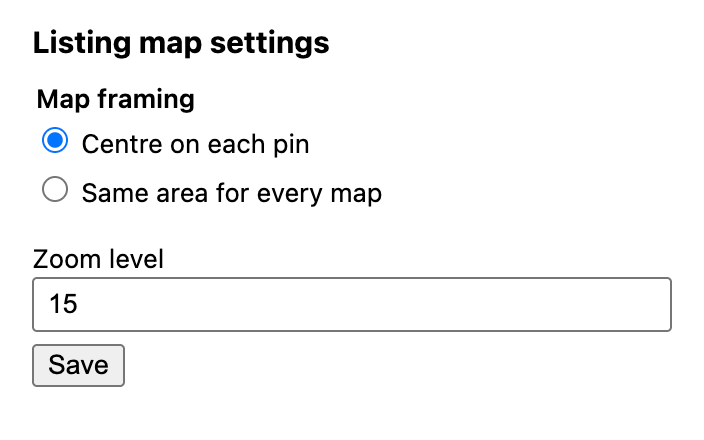 Listing map settings
Map framing
Centre on each pin
Same area for every map
Zoom level
15
Save